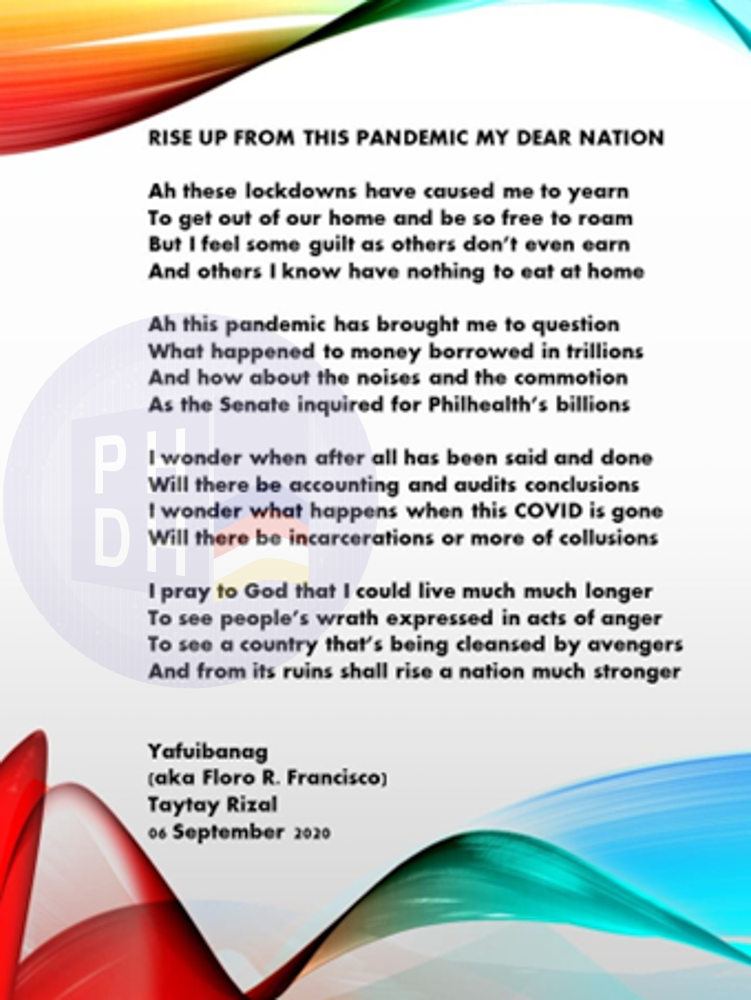 RISE UP FROM THIS PANDEMIC MY DEAR NATION
Ah these lockdowns have caused me to yearn
To get out of our home and be so free to roam
But I feel some guilt as others don't even earn
And others I know have nothing to eat at home
Ah this pandemic has brought me to question
What happened to money borrowed in trillions
And how about the noises and the commotion
As the Senate inquired for Philhealth's billions
I wonder when after all has been said and done
Will there be accounting and audits conclusions
I wonder what happens when this COVID is gone
Will there be incarcerations or more of collusions
I pray to God that I could live much much longer
To see people's wrath expressed in acts of anger
To see a country that's being cleansed by avengers
And from its ruins shall rise a nation much stronger
Yafuibanag
(aka Floro R. Francisco)
Taytay Rizal
06 September 2020
PH
DH